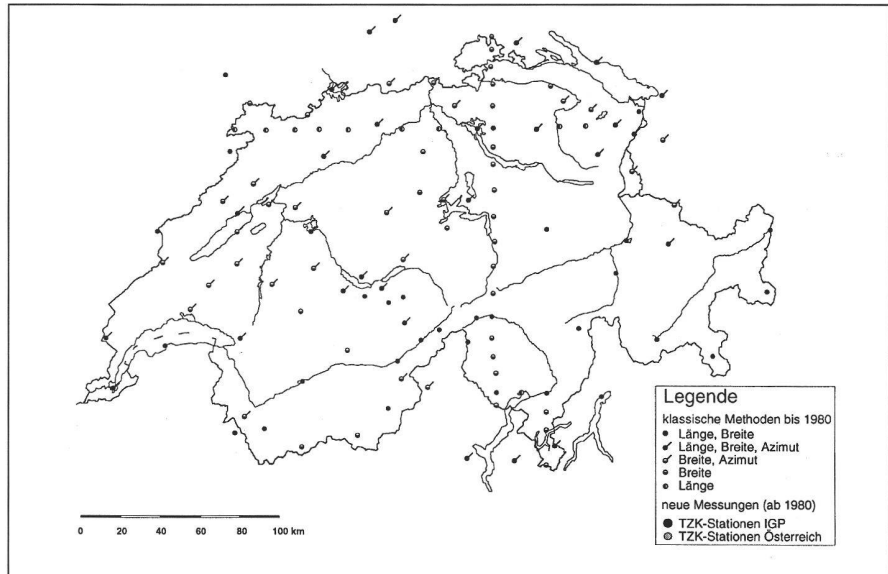 Legende
klassische Methoden bis 1980
Länge, Breite
Länge, Breite, Azimut
Breite, Azimut
Breite
Länge
neue Messungen (ab 1980)
TZK-Stationen IGP
TZK-Stationen Österreich
0 20 40 60 80 100 km